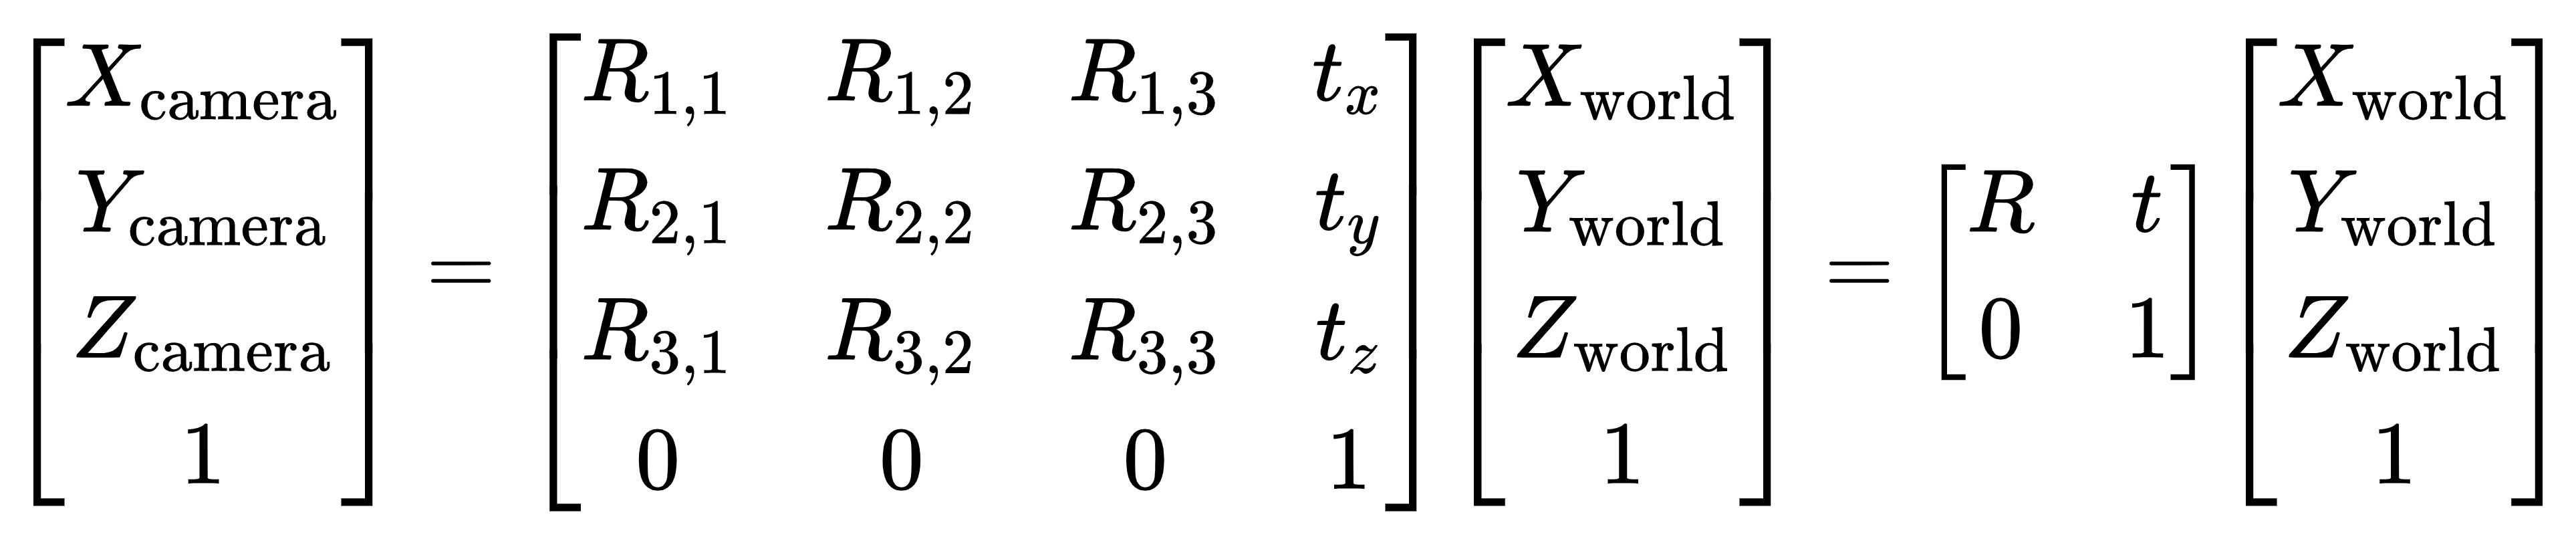 \begin{bmatrix} X_{\text{camera}} \\ Y_{\text{camera}} \\ Z_{\text{camera}} \\ 1 \end{bmatrix} = \begin{bmatrix} R_{1,1} & R_{1,2} & R_{1,3} & t_x \\ R_{2,1} & R_{2,2} & R_{2,3} & t_y \\ R_{3,1} & R_{3,2} & R_{3,3} & t_z \\ 0 & 0 & 0 & 1 \end{bmatrix} \begin{bmatrix} X_{\text{world}} \\ Y_{\text{world}} \\ Z_{\text{world}} \\ 1 \end{bmatrix} = \begin{bmatrix} R & t \\ 0 & 1 \end{bmatrix} \begin{bmatrix} X_{\text{world}} \\ Y_{\text{world}} \\ Z_{\text{world}} \\ 1 \end{bmatrix}